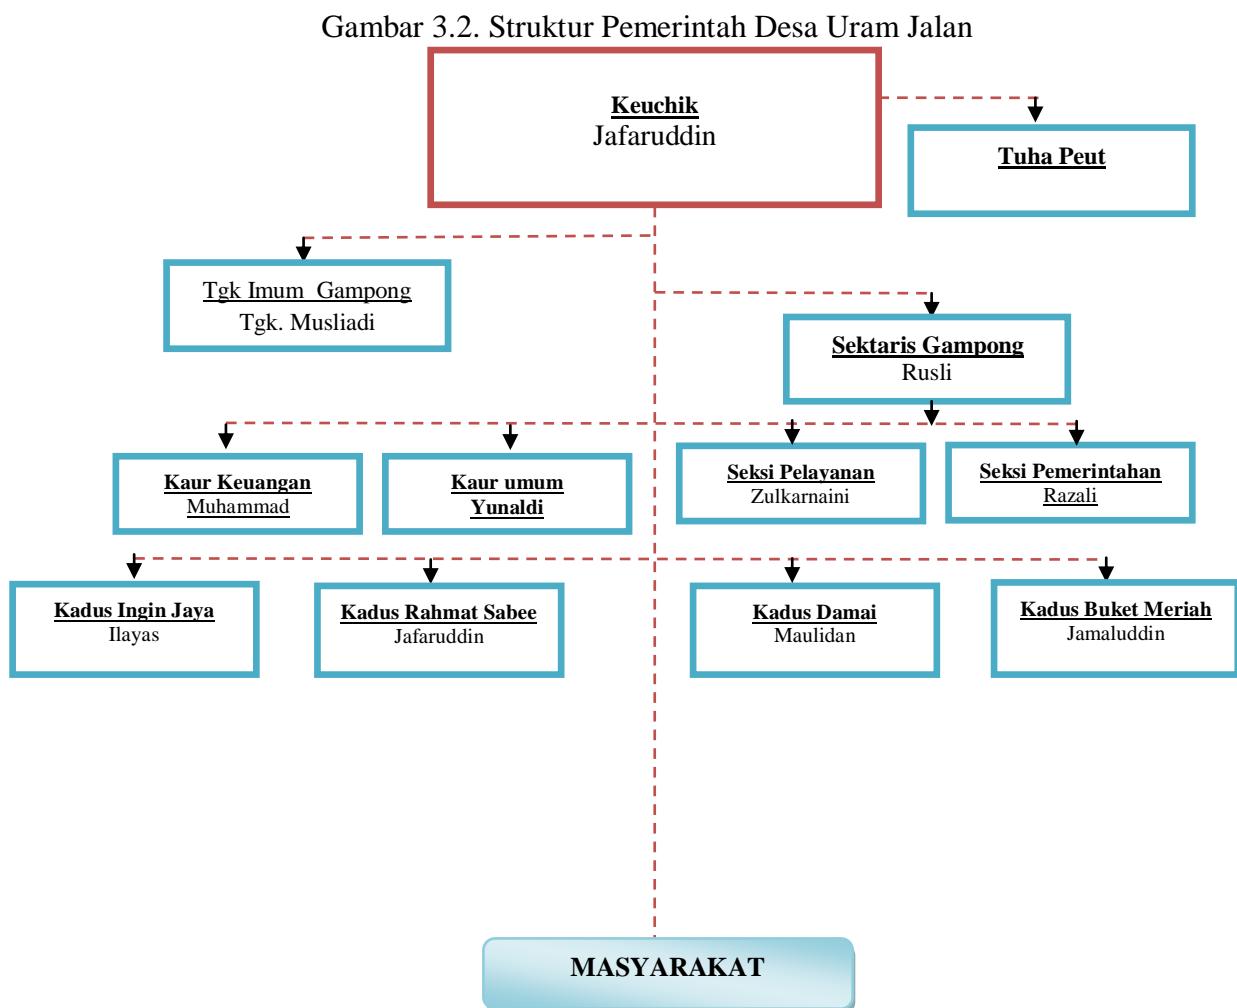 Gambar 3.2. Struktur Pemerintah Desa Uram Jalan
Keuchik
Jafaruddin
Tuha Peut
Tgk Imum Gampong
Tgk. Musliadi
Sektaris Gampong
Rusli
Kaur Keuangan
Muhammad
Kaur umum
Yunaldi
Seksi Pelayanan
Zulkarnaini
Seksi Pemerintahan
Razali
Kadus Ingin Jaya
Ilayas
Kadus Rahmat Sabee
Jafaruddin
Kadus Damai
Maulidan
Kadus Buket Meriah
Jamaluddin
MASYARAKAT